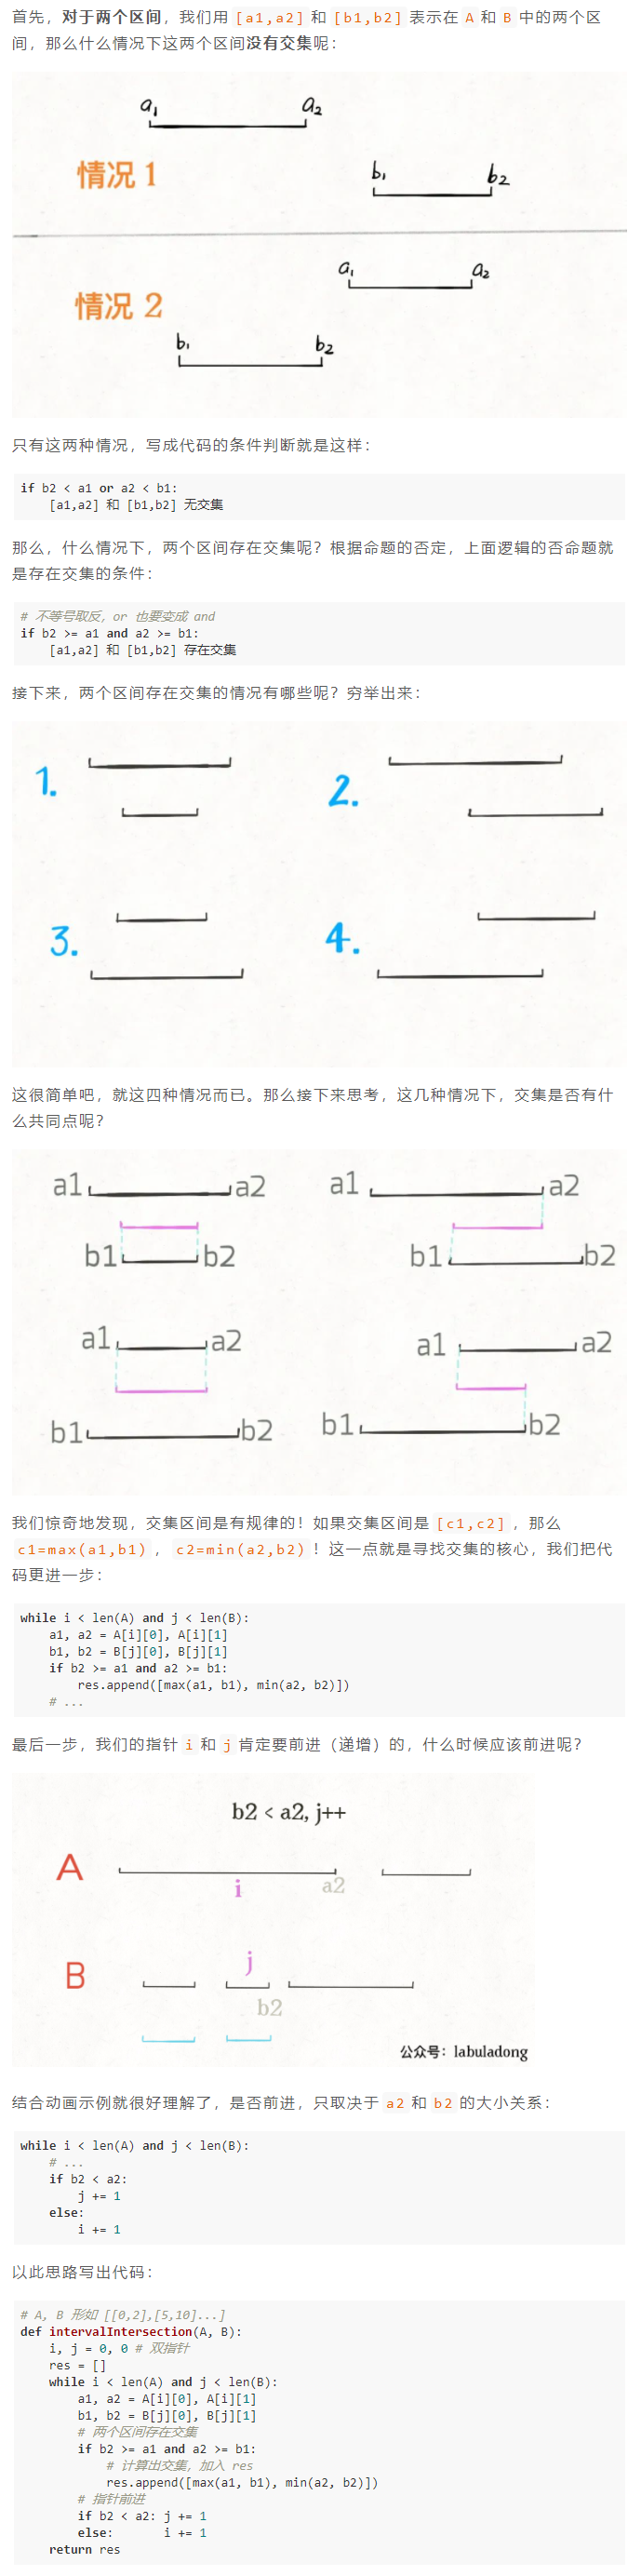 首先，对于两个区间，我们用 [a1,a2] 和 [b1,b2] 表示在 A 和 B 中的两个区
间，那么什么情况下这两个区间没有交集呢：
a1 a2
情况 1
b1 b2
a1 a2
情况 2
b1 b2
只有这两种情况，写成代码的条件判断就是这样：
if b2 < a1 or a2 < b1:
    [a1,a2] 和 [b1,b2] 无交集
那么，什么情况下，两个区间存在交集呢？根据命题的否定，上面逻辑的否命题就
是存在交集的条件：
# 不等号取反，or 也要变成 and
if b2 >= a1 and a2 >= b1:
    [a1,a2] 和 [b1,b2] 存在交集
接下来，两个区间存在交集的情况有哪些呢？穷举出来：
1. 2.
3. 4.
这很简单吧，就这四种情况而已。那么接下来思考，这几种情况下，交集是否有什
么共同点呢？
a1 a2 a1 a2
b1 b2 b1 b2
a1 a2 a1 a2
b1 b2 b1 b2
我们惊奇地发现，交集区间是有规律的！如果交集区间是 [c1,c2]，那么
c1=max(a1,b1)， c2=min(a2,b2)！这一点就是寻找交集的核心，我们把代
码更进一步：
while i < len(A) and j < len(B):
    a1, a2 = A[i][0], A[i][1]
    b1, b2 = B[j][0], B[j][1]
    if b2 >= a1 and a2 >= b1:
        res.append([max(a1, b1), min(a2, b2)])
    # ...
最后一步，我们的指针 i 和 j 肯定要前进（递增）的，什么时候应该前进呢？
b2 < a2, j++
A
i a2
j
B
b2
公众号：labuladong
结合动画示例就很好理解了，是否前进，只取决于 a2 和 b2 的大小关系：
while i < len(A) and j < len(B):
    # ...
    if b2 < a2:
        j += 1
    else:
        i += 1
以此思路写出代码：
# A, B 形如 [[0,2],[5,10]...]
def intervalIntersection(A, B):
    i, j = 0, 0 # 双指针
    res = []
    while i < len(A) and j < len(B):
        a1, a2 = A[i][0], A[i][1]
        b1, b2 = B[j][0], B[j][1]
        # 两个区间存在交集
        if b2 >= a1 and a2 >= b1:
            # 计算出交集，加入 res
            res.append([max(a1, b1), min(a2, b2)])
        # 指针前进
        if b2 < a2: j += 1
        else:       i += 1
    return res